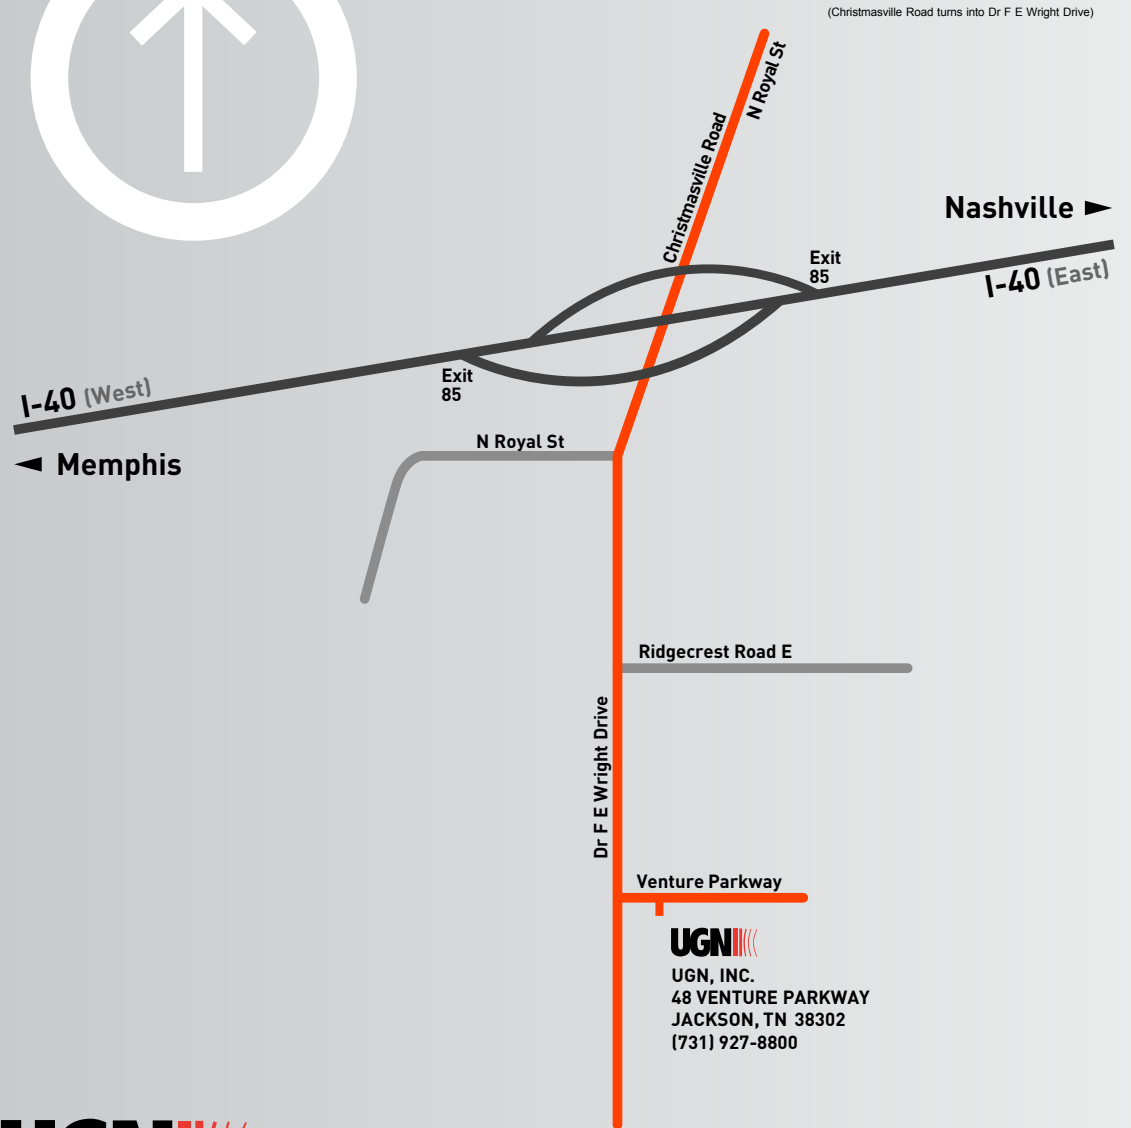 (Christmasville Road turns into Dr F E Wright Drive)
N Royal St
Christmasville Road
Nashville
Exit
85
I-40 (East)
Exit
85
I-40 (West)
Memphis
N Royal St
Ridgecrest Road E
Dr F E Wright Drive
Venture Parkway
UGN
UGN, INC.
48 VENTURE PARKWAY
JACKSON, TN 38302
(731) 927-8800
UGN